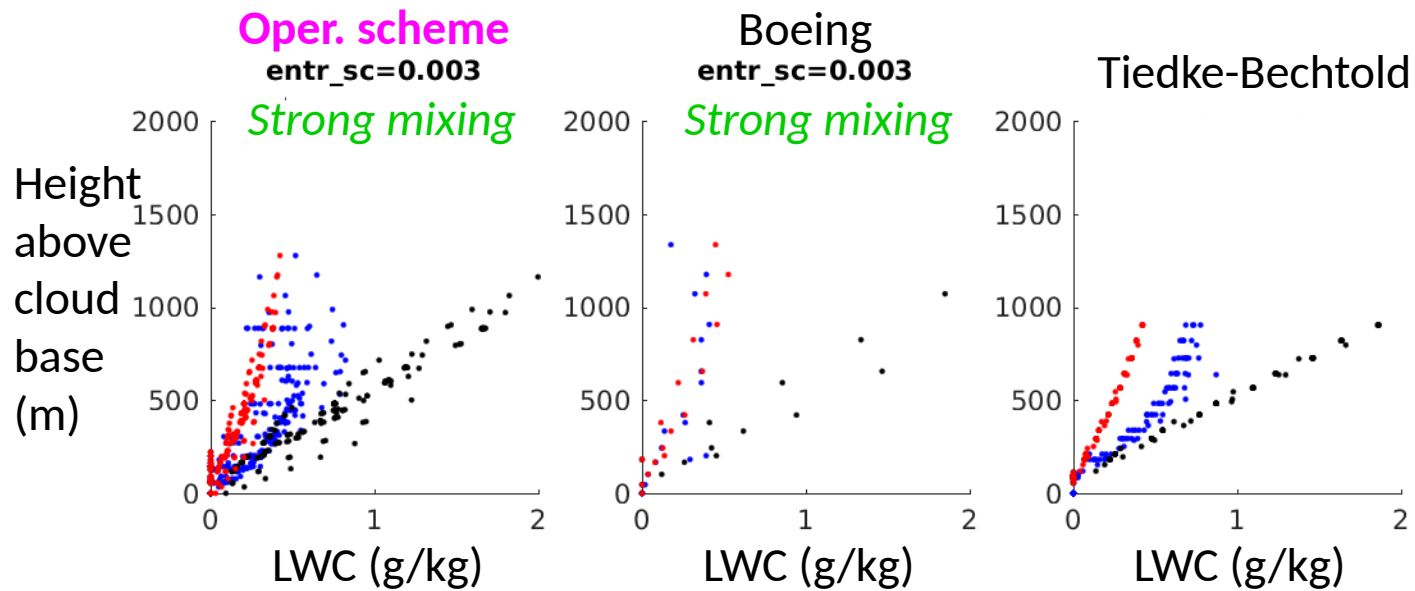 Oper. scheme
entr_sc=0.003
Strong mixing
Boeing
entr_sc=0.003
Strong mixing
Tiedke-Bechtold
Height
above
cloud
base
(m)
2000
1500
1000
500
0
0 1 2
LWC (g/kg)
2000
1500
1000
500
0
0 1 2
LWC (g/kg)
2000
1500
1000
500
0
0 1 2
LWC (g/kg)